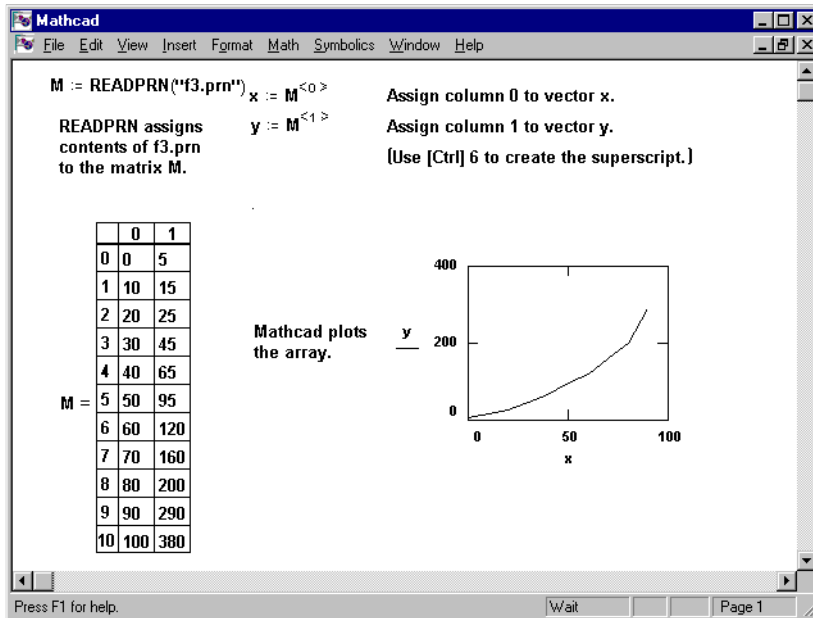 Mathcad
File Edit View Insert Format Math Symbolics Window Help
M := READPRN("f3.prn")
x := M<0>
Assign column 0 to vector x.
READPRN assigns
contents of f3.prn
to the matrix M.
y := M<1>
Assign column 1 to vector y.
(Use [Ctrl] 6 to create the superscript.)
M =
0 1
0 0 5
1 10 15
2 20 25
3 30 45
4 40 65
5 50 95
6 60 120
7 70 160
8 80 200
9 90 290
10 100 380
Mathcad plots
the array.
y
400
200
0
0 50 100
x
Press F1 for help. Wait Page 1